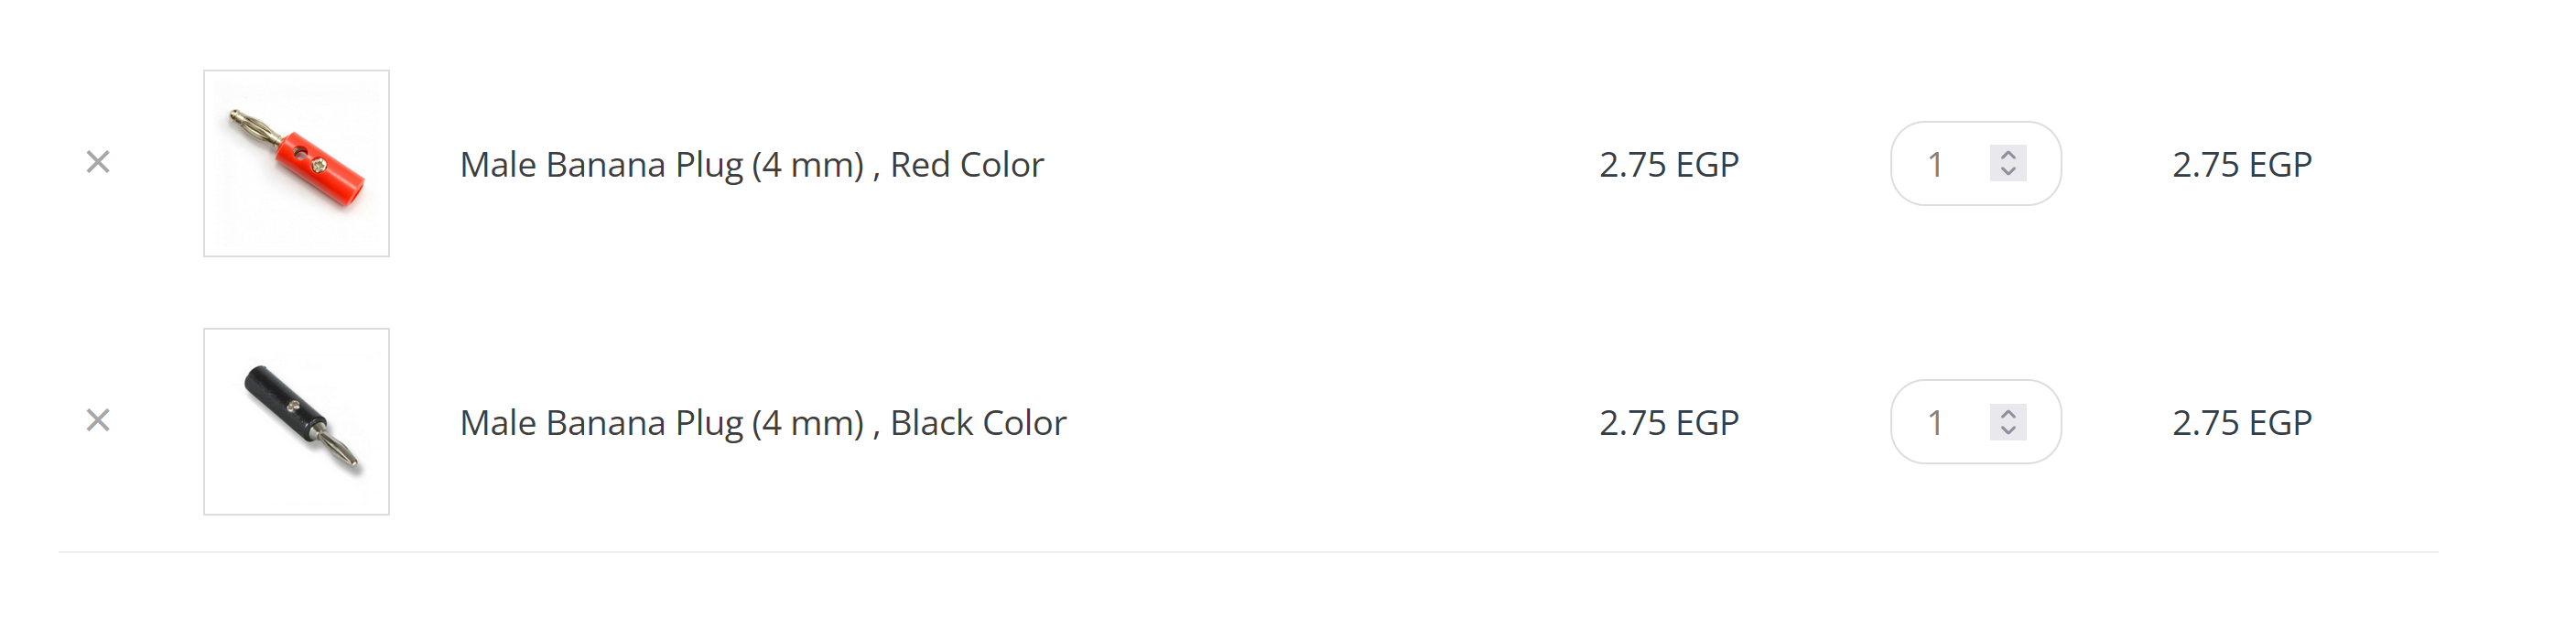 Male Banana Plug (4 mm) , Red Color 2.75 EGP 1 2.75 EGP
Male Banana Plug (4 mm) , Black Color 2.75 EGP 1 2.75 EGP